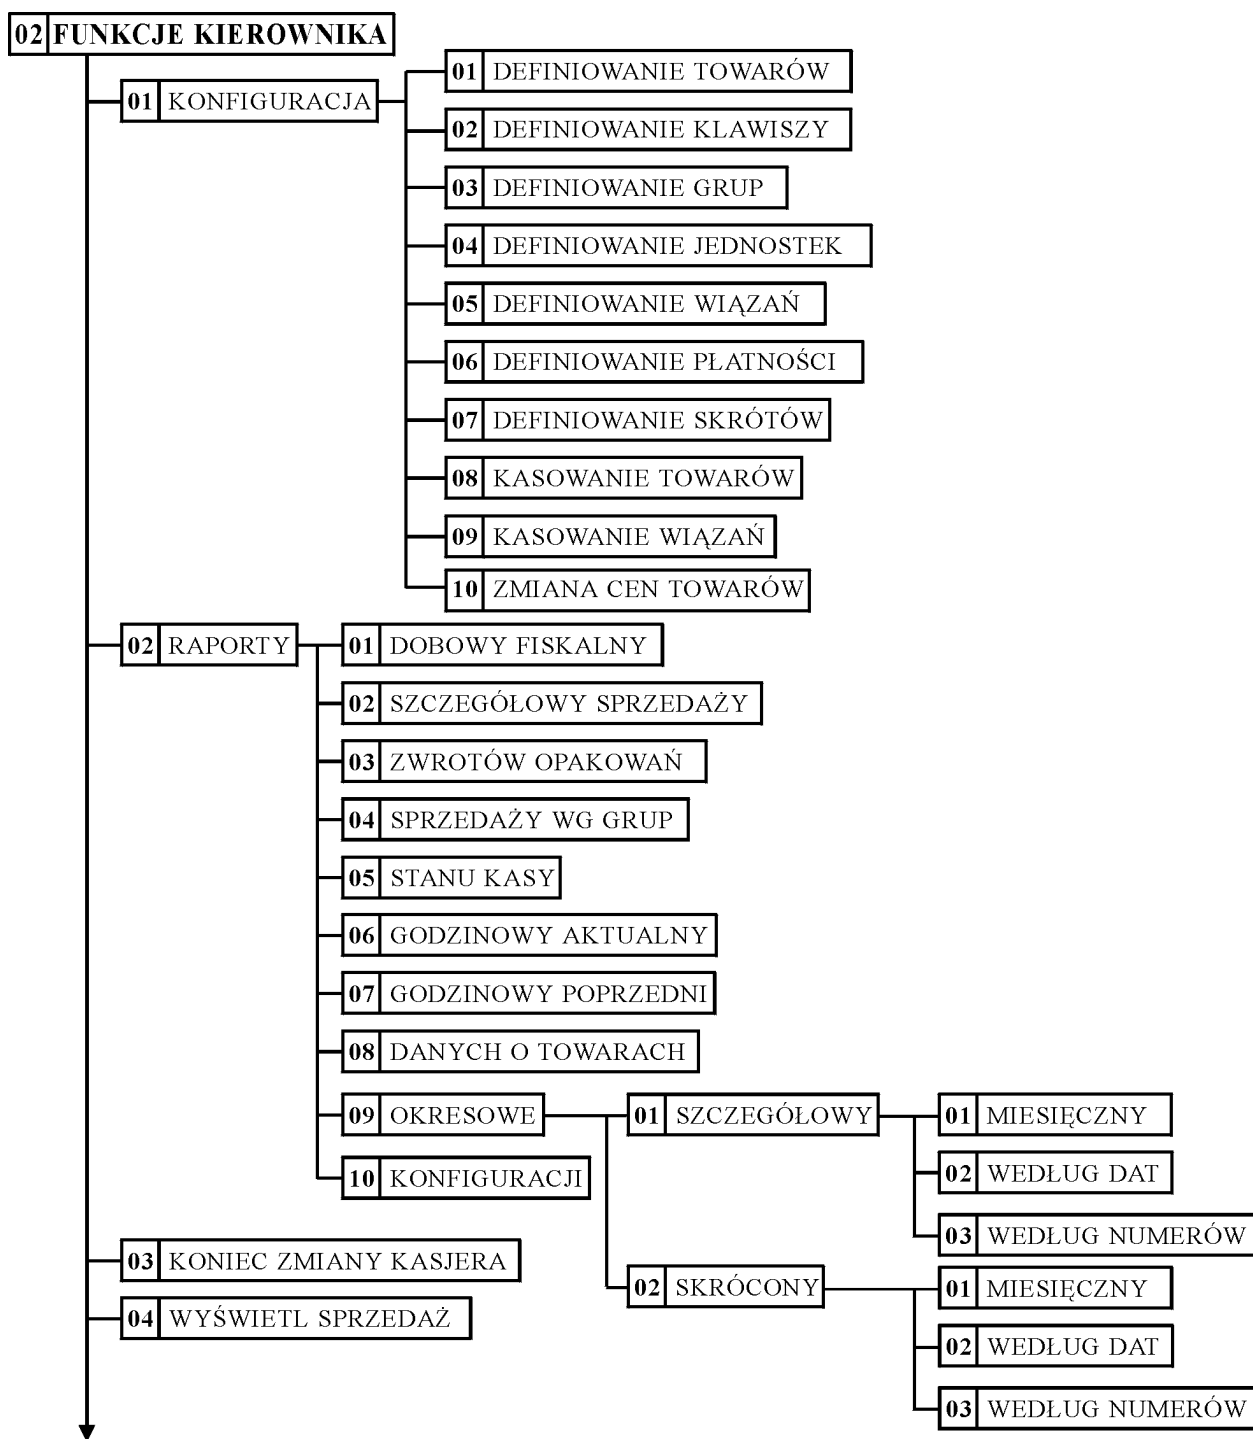 02 FUNKCJE KIEROWNIKA
01 KONFIGURACJA
01 DEFINIOWANIE TOWARÓW
02 DEFINIOWANIE KLAWISZY
03 DEFINIOWANIE GRUP
04 DEFINIOWANIE JEDNOSTEK
05 DEFINIOWANIE WIĄZAŃ
06 DEFINIOWANIE PŁATNOŚCI
07 DEFINIOWANIE SKRÓTÓW
08 KASOWANIE TOWARÓW
09 KASOWANIE WIĄZAŃ
10 ZMIANA CEN TOWARÓW
02 RAPORTY
01 DOBOWY FISKALNY
02 SZCZEGÓŁOWY SPRZEDAŻY
03 ZWROTÓW OPAKOWAŃ
04 SPRZEDAŻY WG GRUP
05 STANU KASY
06 GODZINOWY AKTUALNY
07 GODZINOWY POPRZEDNI
08 DANYCH O TOWARACH
09 OKRESOWE
01 SZCZEGÓŁOWY
01 MIESIĘCZNY
02 WEDŁUG DAT
03 WEDŁUG NUMERÓW
02 SKRÓCONY
01 MIESIĘCZNY
02 WEDŁUG DAT
03 WEDŁUG NUMERÓW
10 KONFIGURACJI
03 KONIEC ZMIANY KASJERA
04 WYŚWIETL SPRZEDAŻ